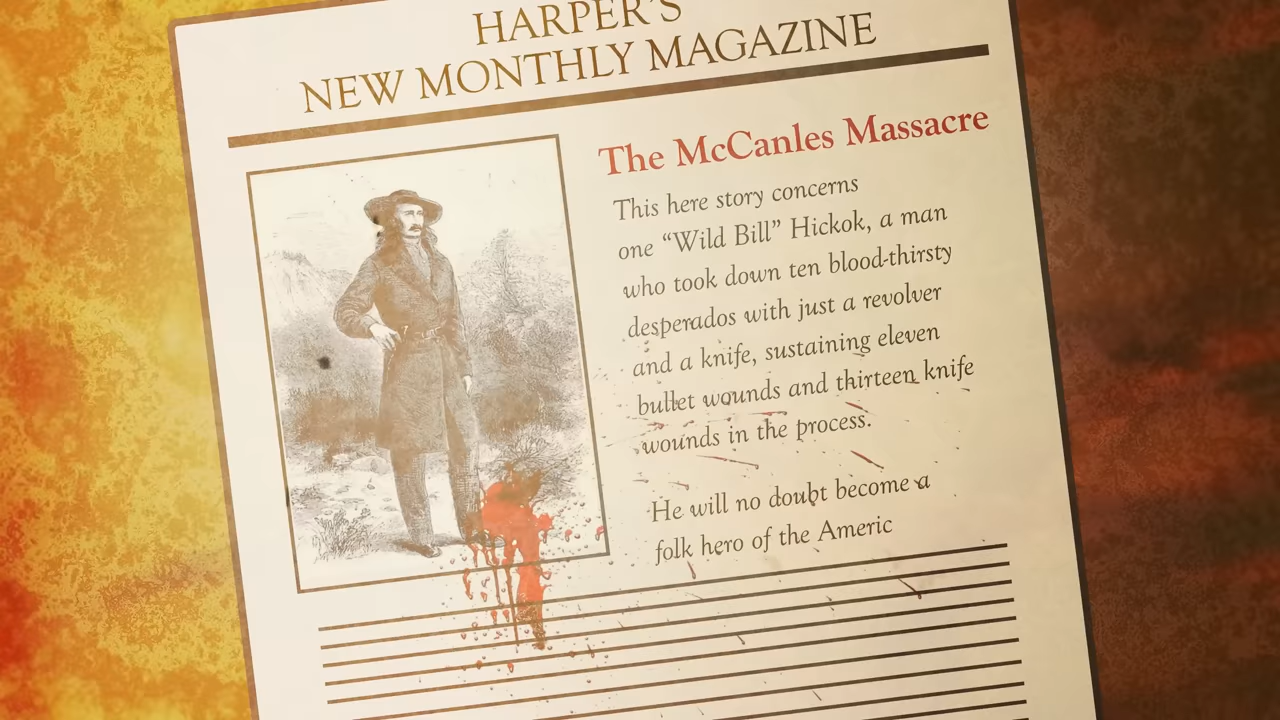 HARPER'S
NEW MONTHLY MAGAZINE
The McCanles Massacre
This here story concerns
one “Wild Bill” Hickok, a man
who took down ten blood-thirsty
desperados with just a revolver
and a knife, sustaining eleven
bullet wounds and thirteen knife
wounds in the process.
He will no doubt become a
folk hero of the Americ